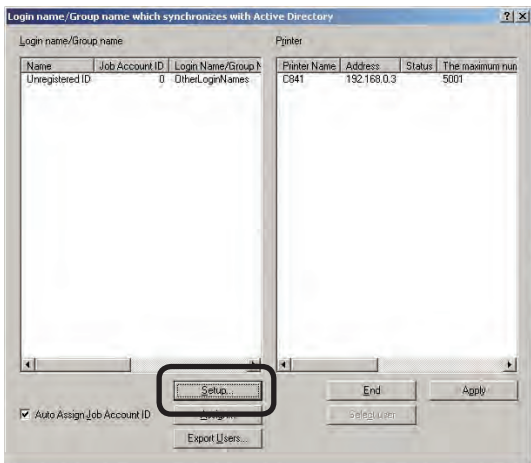 Login name/Group name which synchronizes with Active Directory
Login name/Group name
Printer
Name Job Account ID Login Name/Group N
Unregistered ID 0 OtherLoginNames
Printer Name Address Status The maximum num
C841 192.168.0.3 5001
Setup...
End
Apply
Auto Assign Job Account ID
Select user
Export Users...